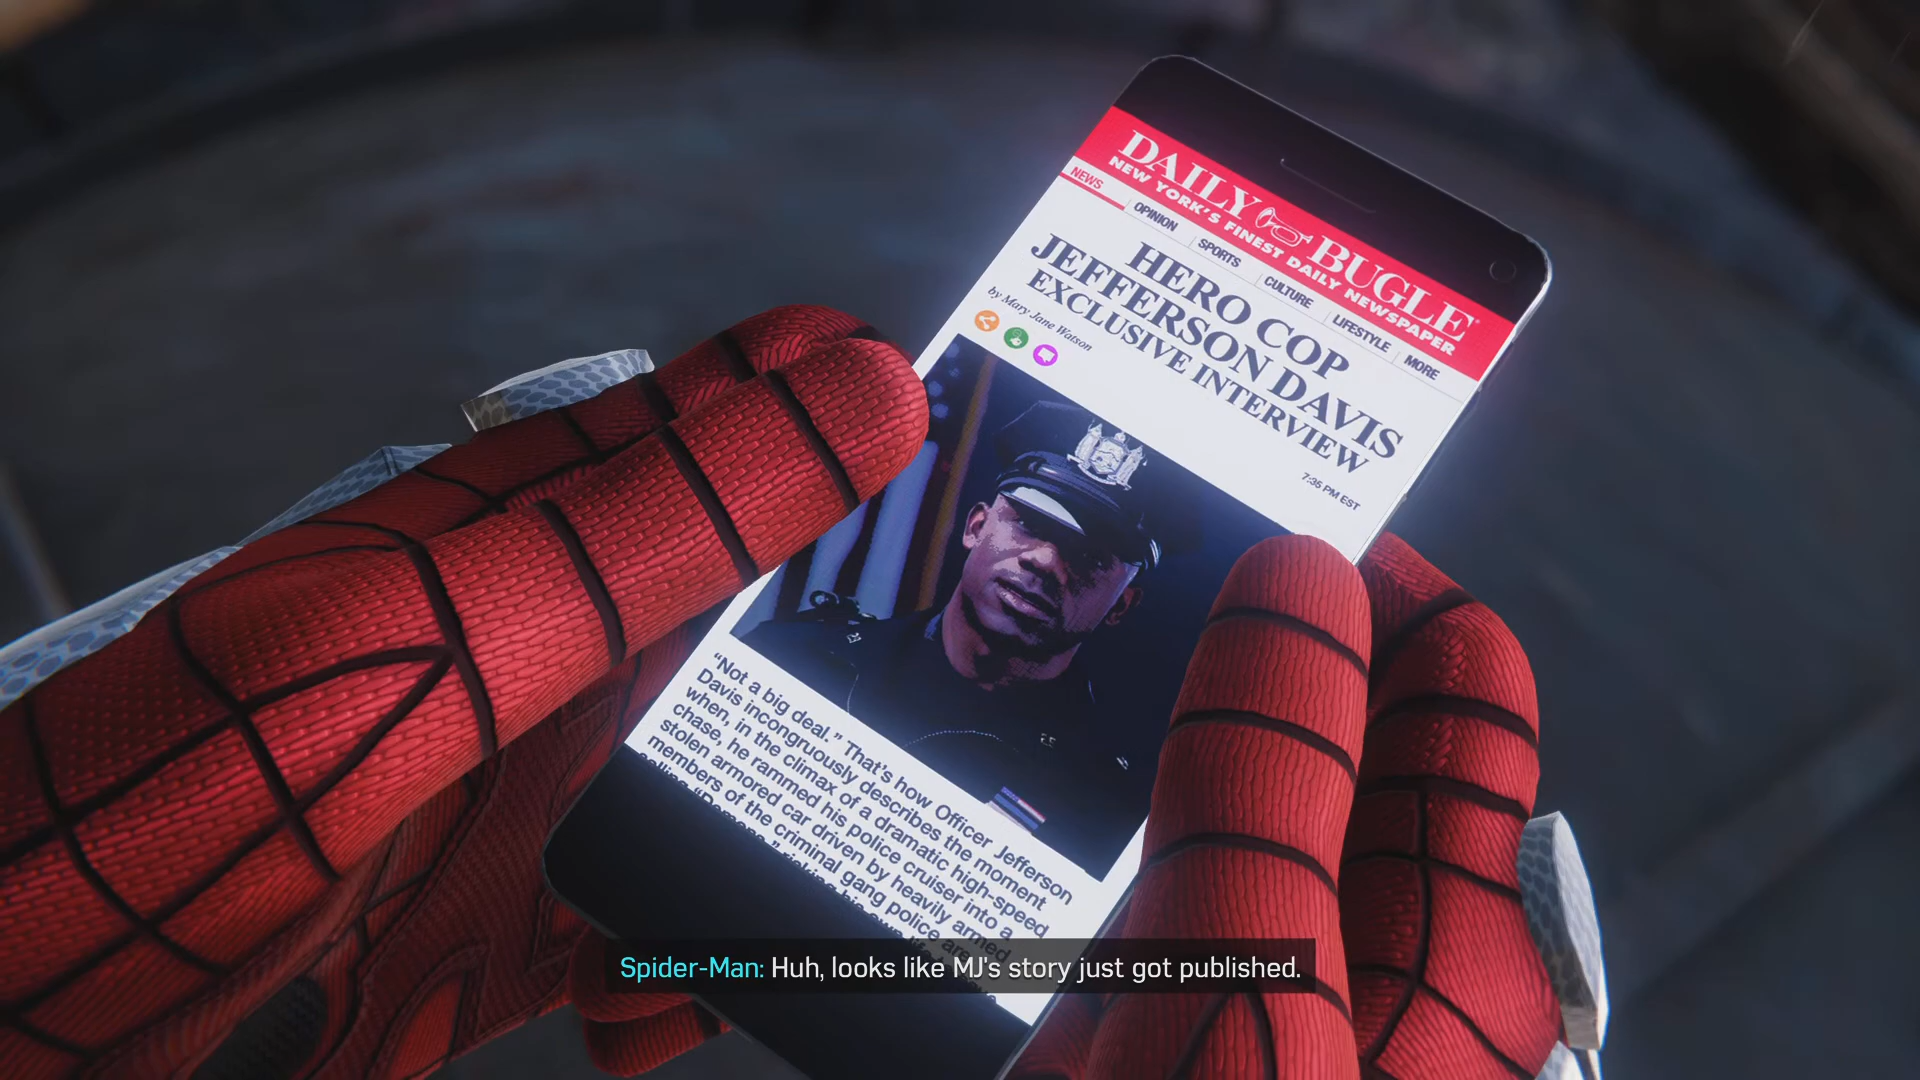 DAILY BUGLE
NEW YORK'S FINEST DAILY NEWSPAPER
NEWS
OPINION
SPORTS
CULTURE
LIFESTYLE
MORE
HERO COP
JEFFERSON DAVIS
EXCLUSIVE INTERVIEW
by Mary Jane Watson
7:35 PM EST
“Not a big deal.” That's how Officer Jefferson
Davis incongruously describes the moment
when, in the climax of a dramatic high-speed
chase, he rammed his police cruiser into a
stolen armored car driven by heavily armed
members of the criminal gang police are
Spider-Man: Huh, looks like MJ's story just got published.